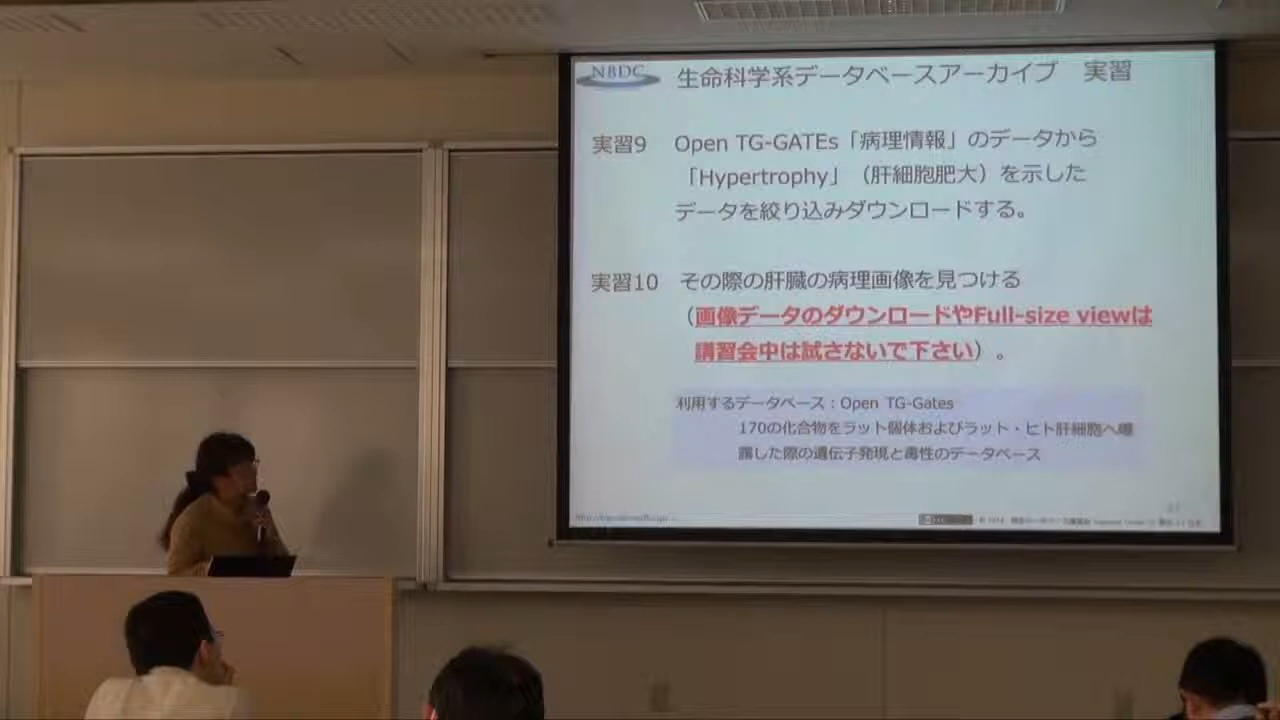 NBDC
生命科学系データベースアーカイブ 実習
実習9 Open TG-GATEs「病理情報」のデータから
「Hypertrophy」（肝細胞肥大）を示した
データを絞り込みダウンロードする。
実習10 その際の肝臓の病理画像を見つける
（画像データのダウンロードやFull-size viewは
講習会中は試さないで下さい）。
利用するデータベース：Open TG-Gates
170の化合物をラット個体およびラット・ヒト肝細胞へ曝
露した際の遺伝子発現と毒性のデータベース